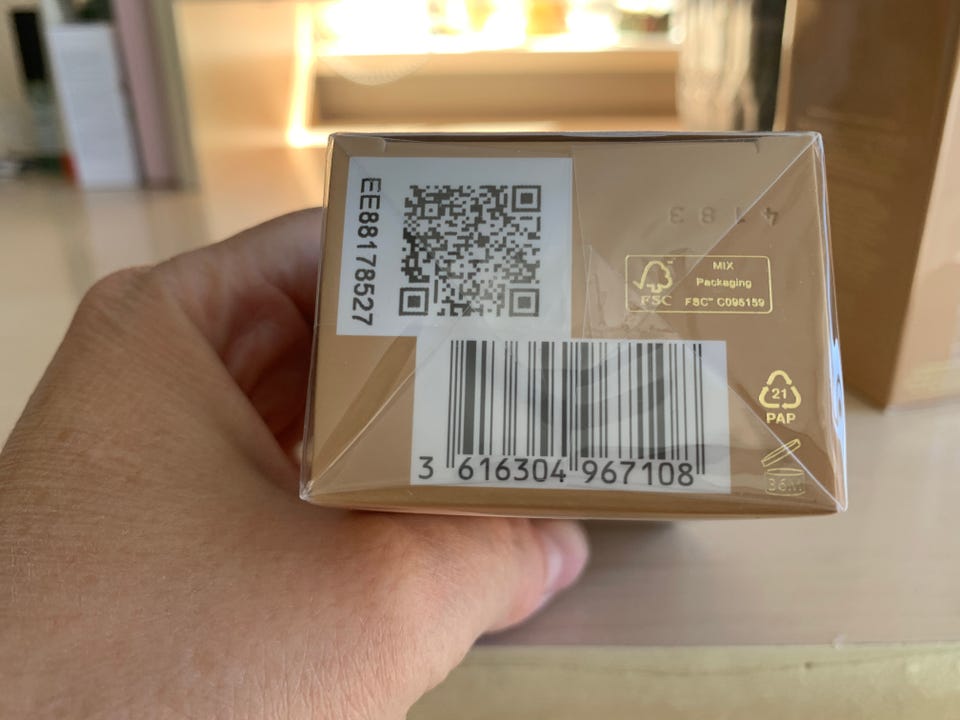 EE88178527
4183
FSC
MIX
Packaging
FSC™ C095159
21
PAP
36M
3 616304 967108